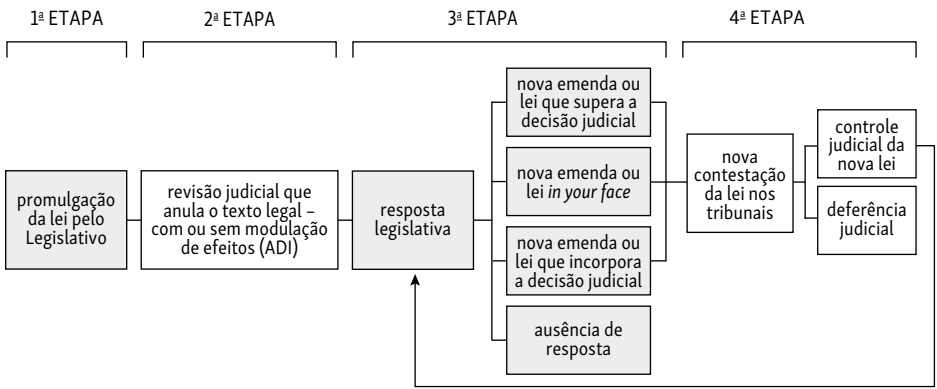 1ª ETAPA
2ª ETAPA
3ª ETAPA
4ª ETAPA
promulgação
da lei pelo
Legislativo
revisão judicial que
anula o texto legal –
com ou sem modulação
de efeitos (ADI)
resposta
legislativa
nova emenda ou
lei que supera a
decisão judicial
nova emenda ou
lei in your face
nova emenda ou
lei que incorpora
a decisão judicial
ausência de
resposta
nova
contestação
da lei nos
tribunais
controle
judicial da
nova lei
deferência
judicial